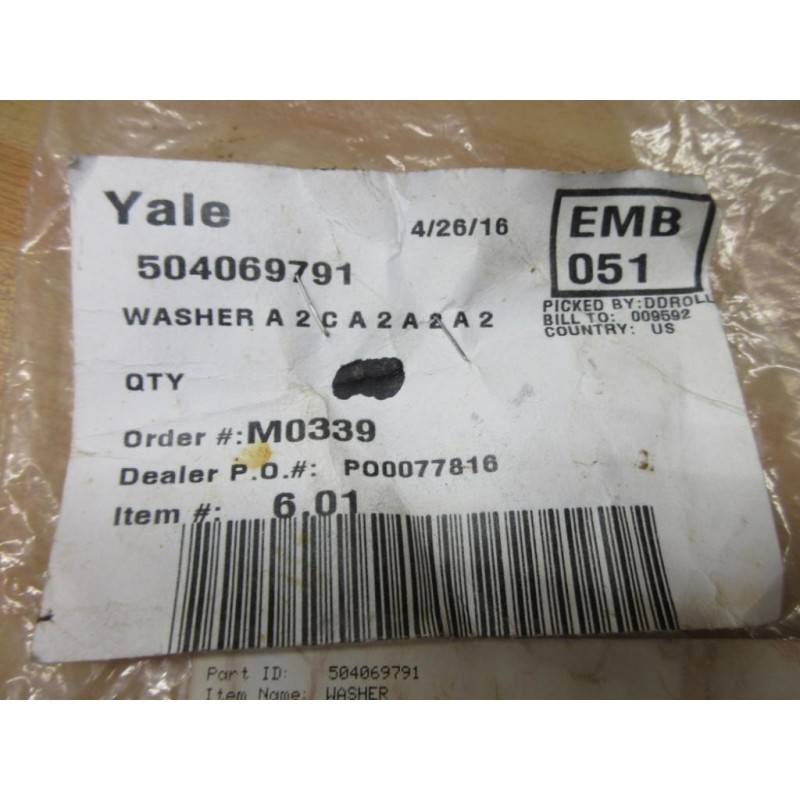 Yale
4/26/16
EMB
051
504069791
PICKED BY:DDROLL
BILL TO: 009592
COUNTRY: US
WASHER A 2 C A 2 A 2 A 2
QTY
Order #:M0339
Dealer P.O.#: PO0077816
Item #: 6.01
Part ID: 504069791
Item Name: WASHER